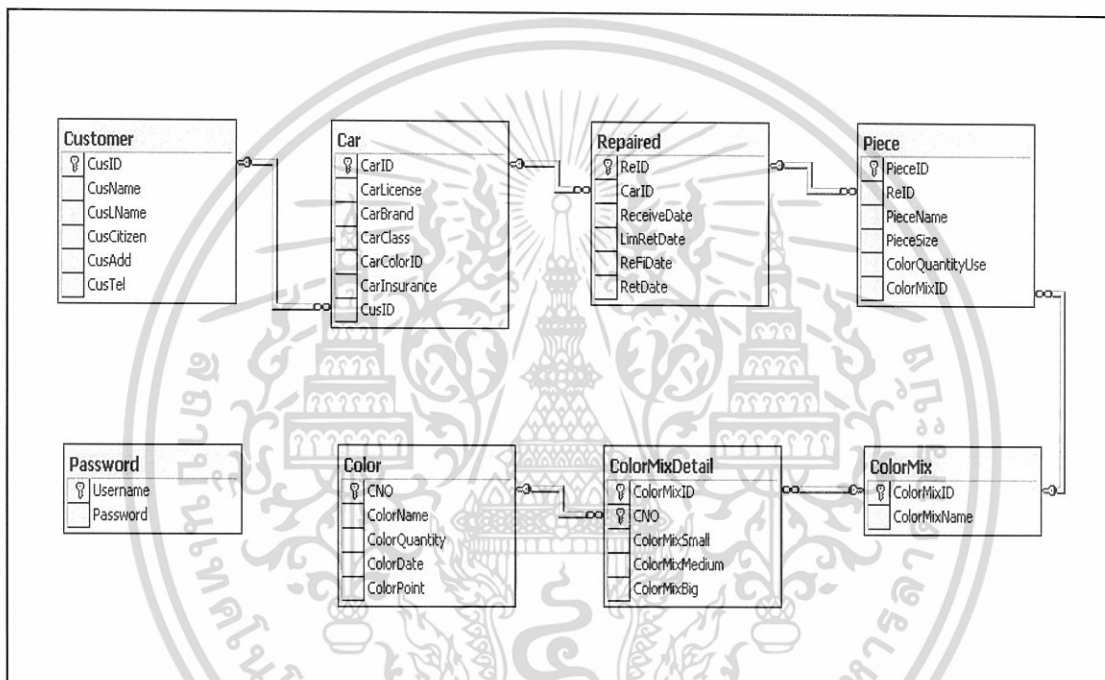 Customer
CusID
CusName
CusLName
CusCitizen
CusAdd
CusTel
Car
CarID
CarLicense
CarBrand
CarClass
CarColorID
CarInsurance
CusID
Repaired
ReID
CarID
ReceiveDate
LimRetDate
ReFiDate
RetDate
Piece
PieceID
ReID
PieceName
PieceSize
ColorQuantityUse
ColorMixID
Password
Username
Password
Color
CNO
ColorName
ColorQuantity
ColorDate
ColorPoint
ColorMixDetail
ColorMixID
CNO
ColorMixSmall
ColorMixMedium
ColorMixBig
ColorMix
ColorMixID
ColorMixName